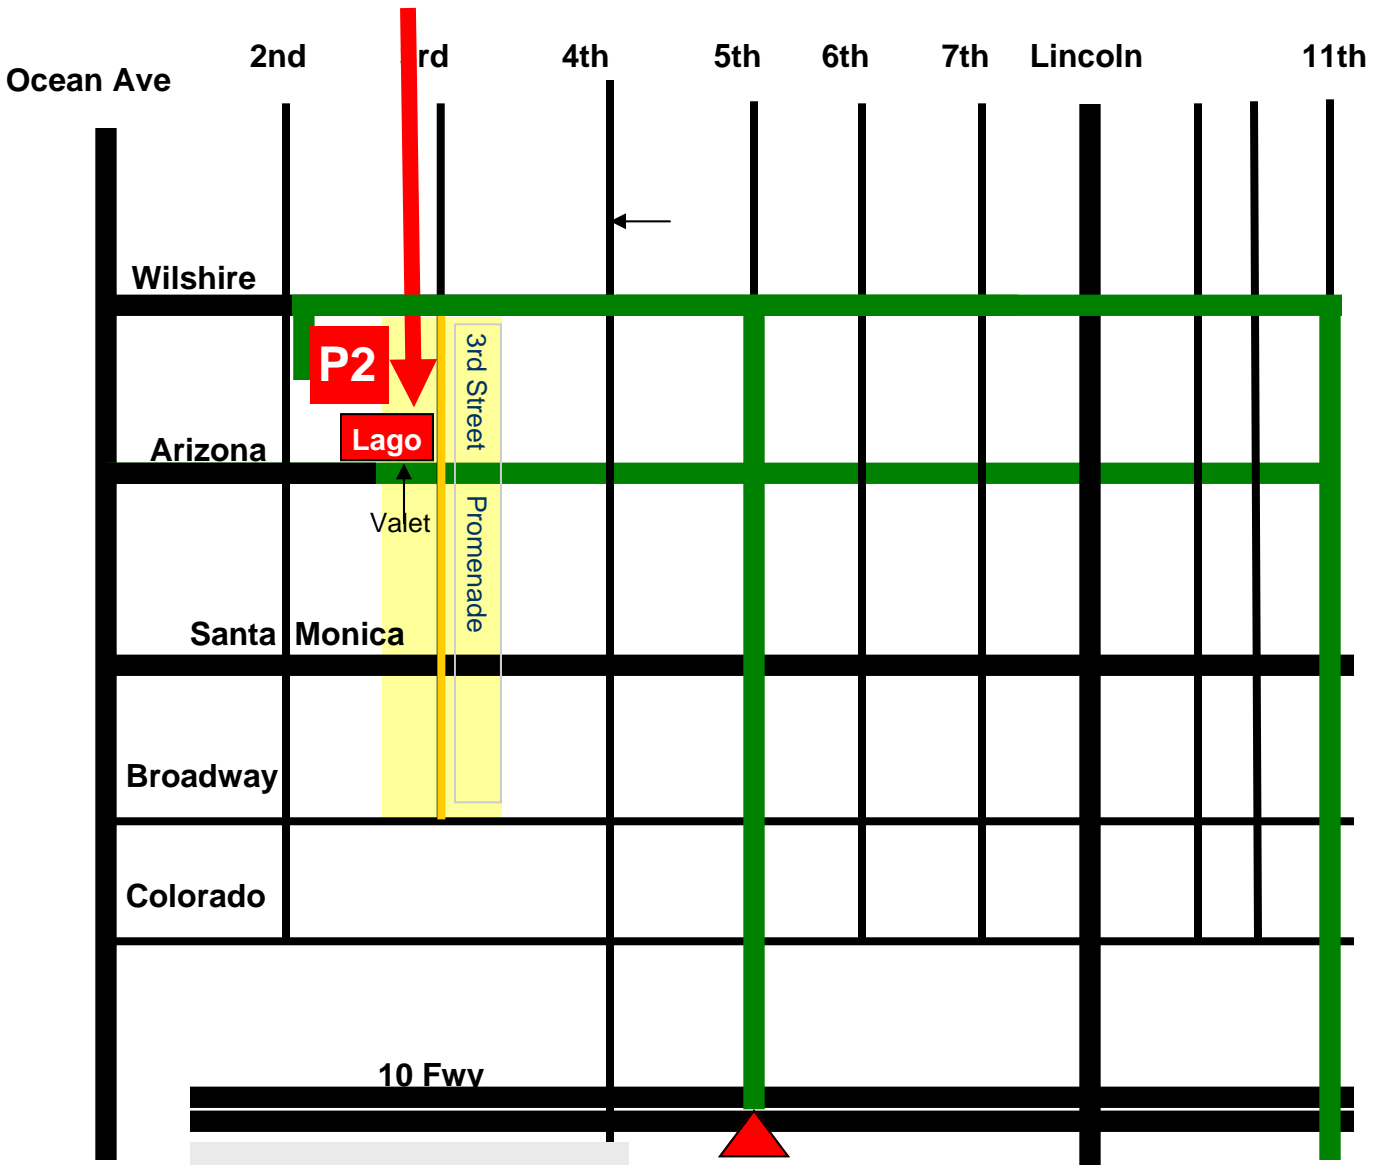 2nd
rd
4th
5th
6th
7th
Lincoln
11th
Ocean Ave
Wilshire
P2
3rd Street Promenade
Lago
Arizona
Valet
Santa Monica
Broadway
Colorado
10 Fwy